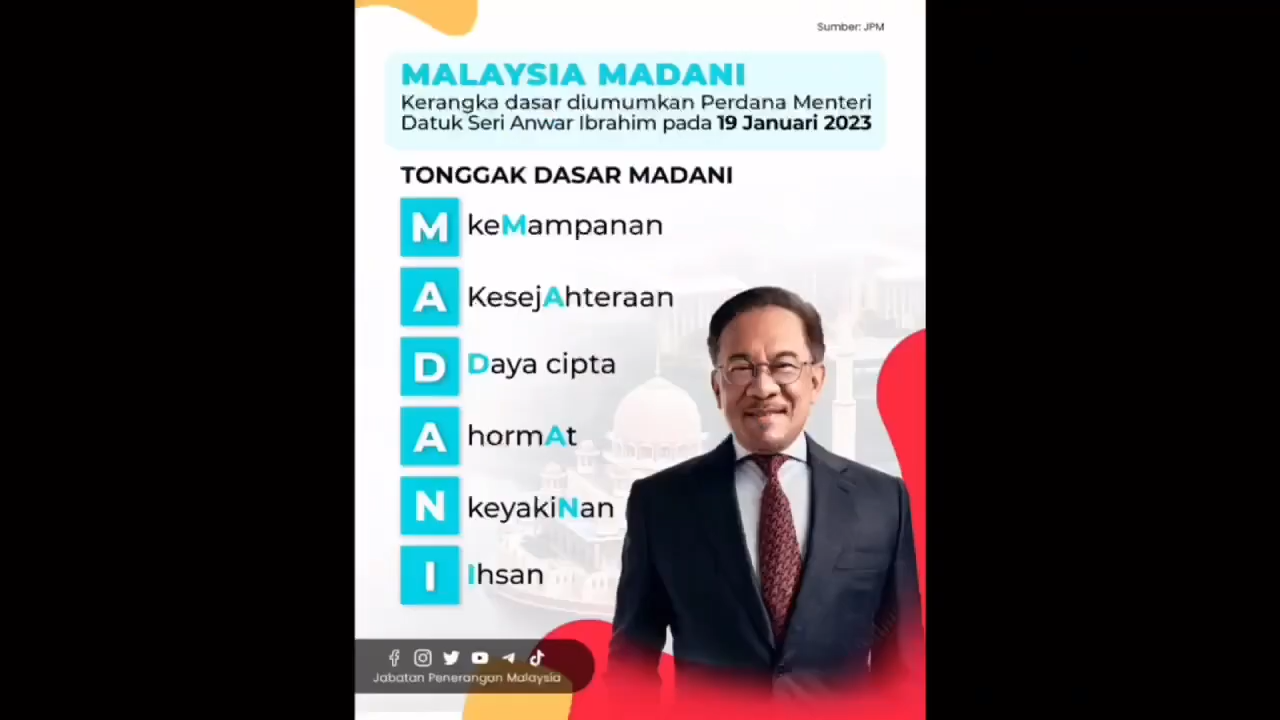 Sumber: JPM
MALAYSIA MADANI
Kerangka dasar diumumkan Perdana Menteri
Datuk Seri Anwar Ibrahim pada 19 Januari 2023
TONGGAK DASAR MADANI
M keMampanan
A KesejAhteraan
D Daya cipta
A hormAt
N keyakiNan
I Ihsan
Jabatan Penerangan Malaysia